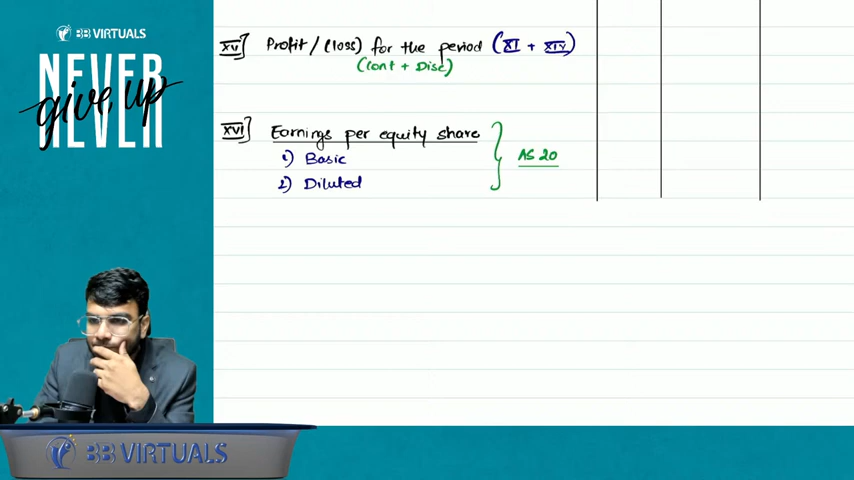 BB VIRTUALS
NEVER
give up
NEVER
XV] Profit / (loss) for the period (XI + XIV)
(Cont + Disc)
XVI] Earnings per equity share
1) Basic
2) Diluted
AS 20
BB VIRTUALS